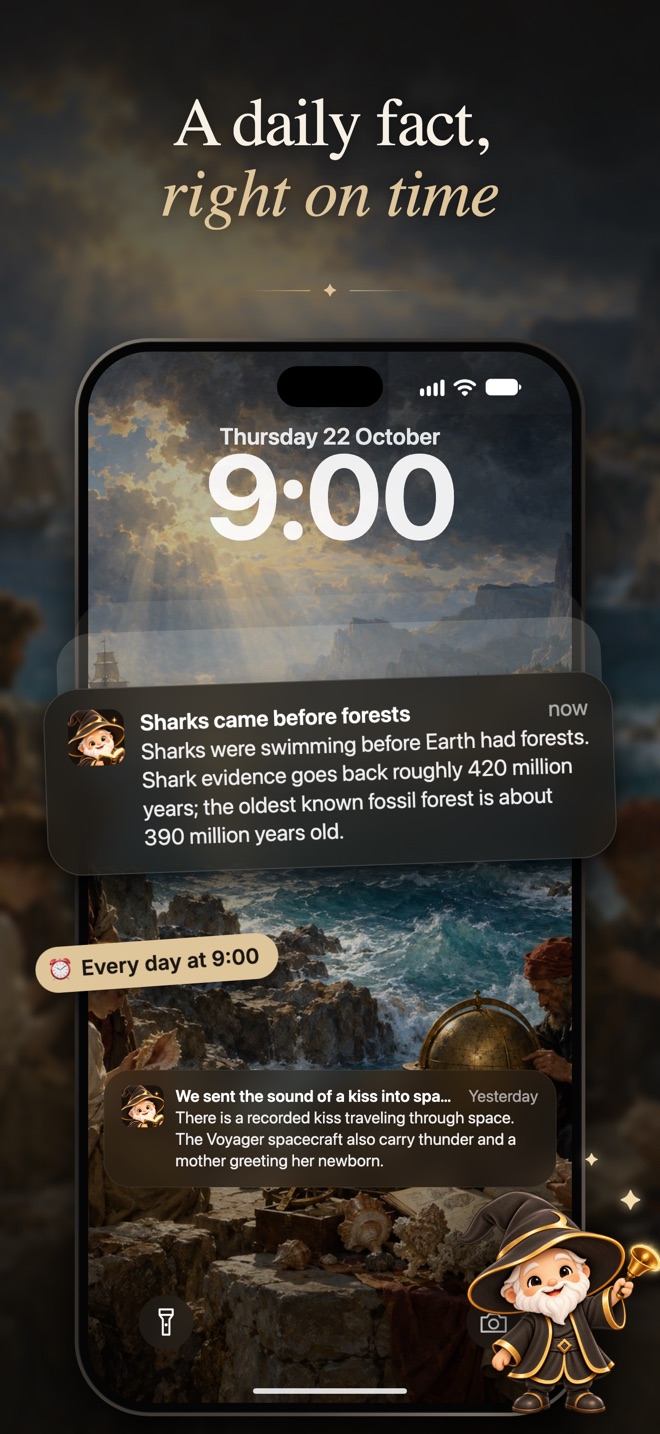 A daily fact,
right on time
Thursday 22 October
9:00
Sharks came before forests
now
Sharks were swimming before Earth had forests.
Shark evidence goes back roughly 420 million
years; the oldest known fossil forest is about
390 million years old.
Every day at 9:00
We sent the sound of a kiss into spa...
Yesterday
There is a recorded kiss traveling through space.
The Voyager spacecraft also carry thunder and a
mother greeting her newborn.